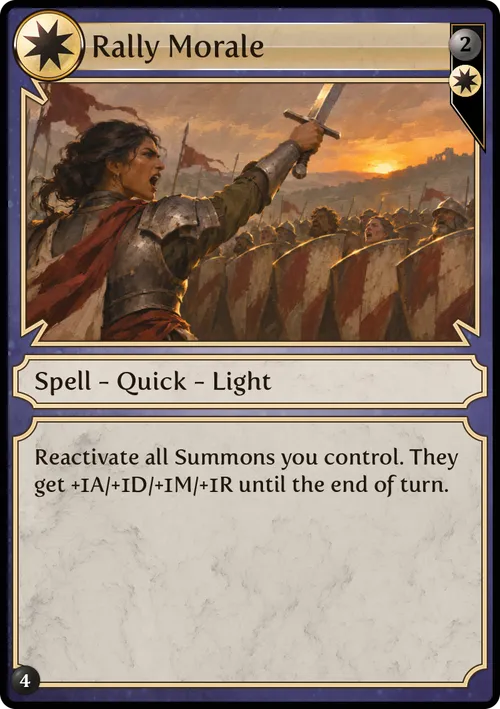 Rally Morale
2
Spell - Quick - Light
Reactivate all Summons you control. They
get +1A/+1D/+1M/+1R until the end of turn.
4